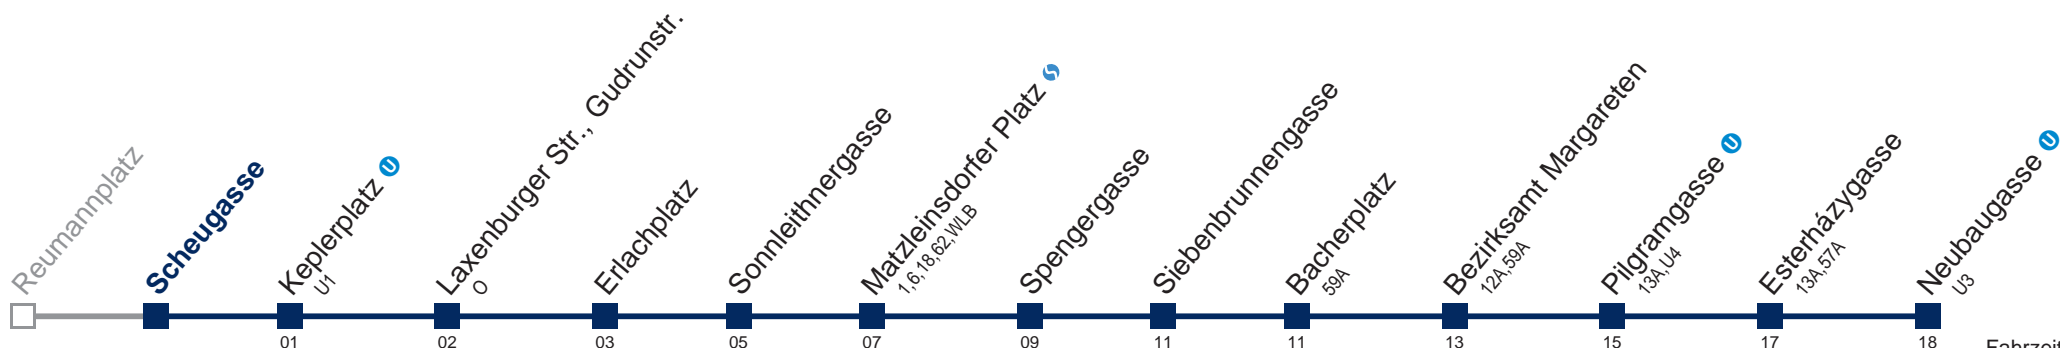 Reumannplatz
Scheugasse
Keplerplatz U
U1
Laxenburger Str., Gudrunstr.
O
Erlachplatz
Sonnleithnergasse
Matzleinsdorfer Platz
1,6,18,62,WLB
Spengergasse
Siebenbrunnengasse
Bacherplatz
59A
Bezirksamt Margareten
12A,59A
Pilgramgasse U
13A,U4
Esterházygasse
13A,57A
Neubaugasse U
U3
01 02 03 05 07 09 11 11 13 15 17 18 Fahrzeit